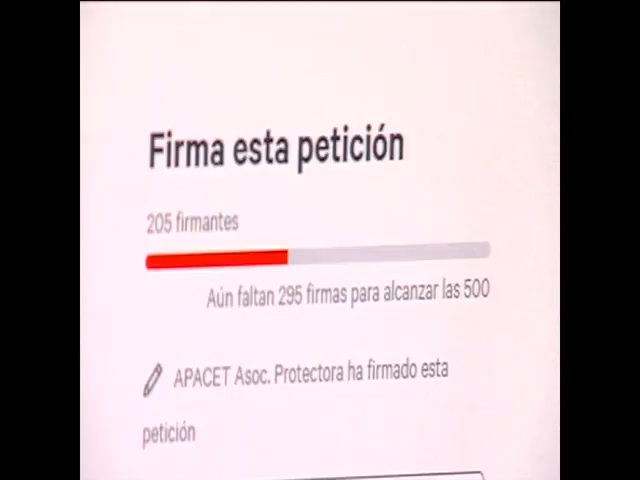 Firma esta petición
205 firmantes
Aún faltan 295 firmas para alcanzar las 500
APACET Asoc. Protectora ha firmado esta
petición